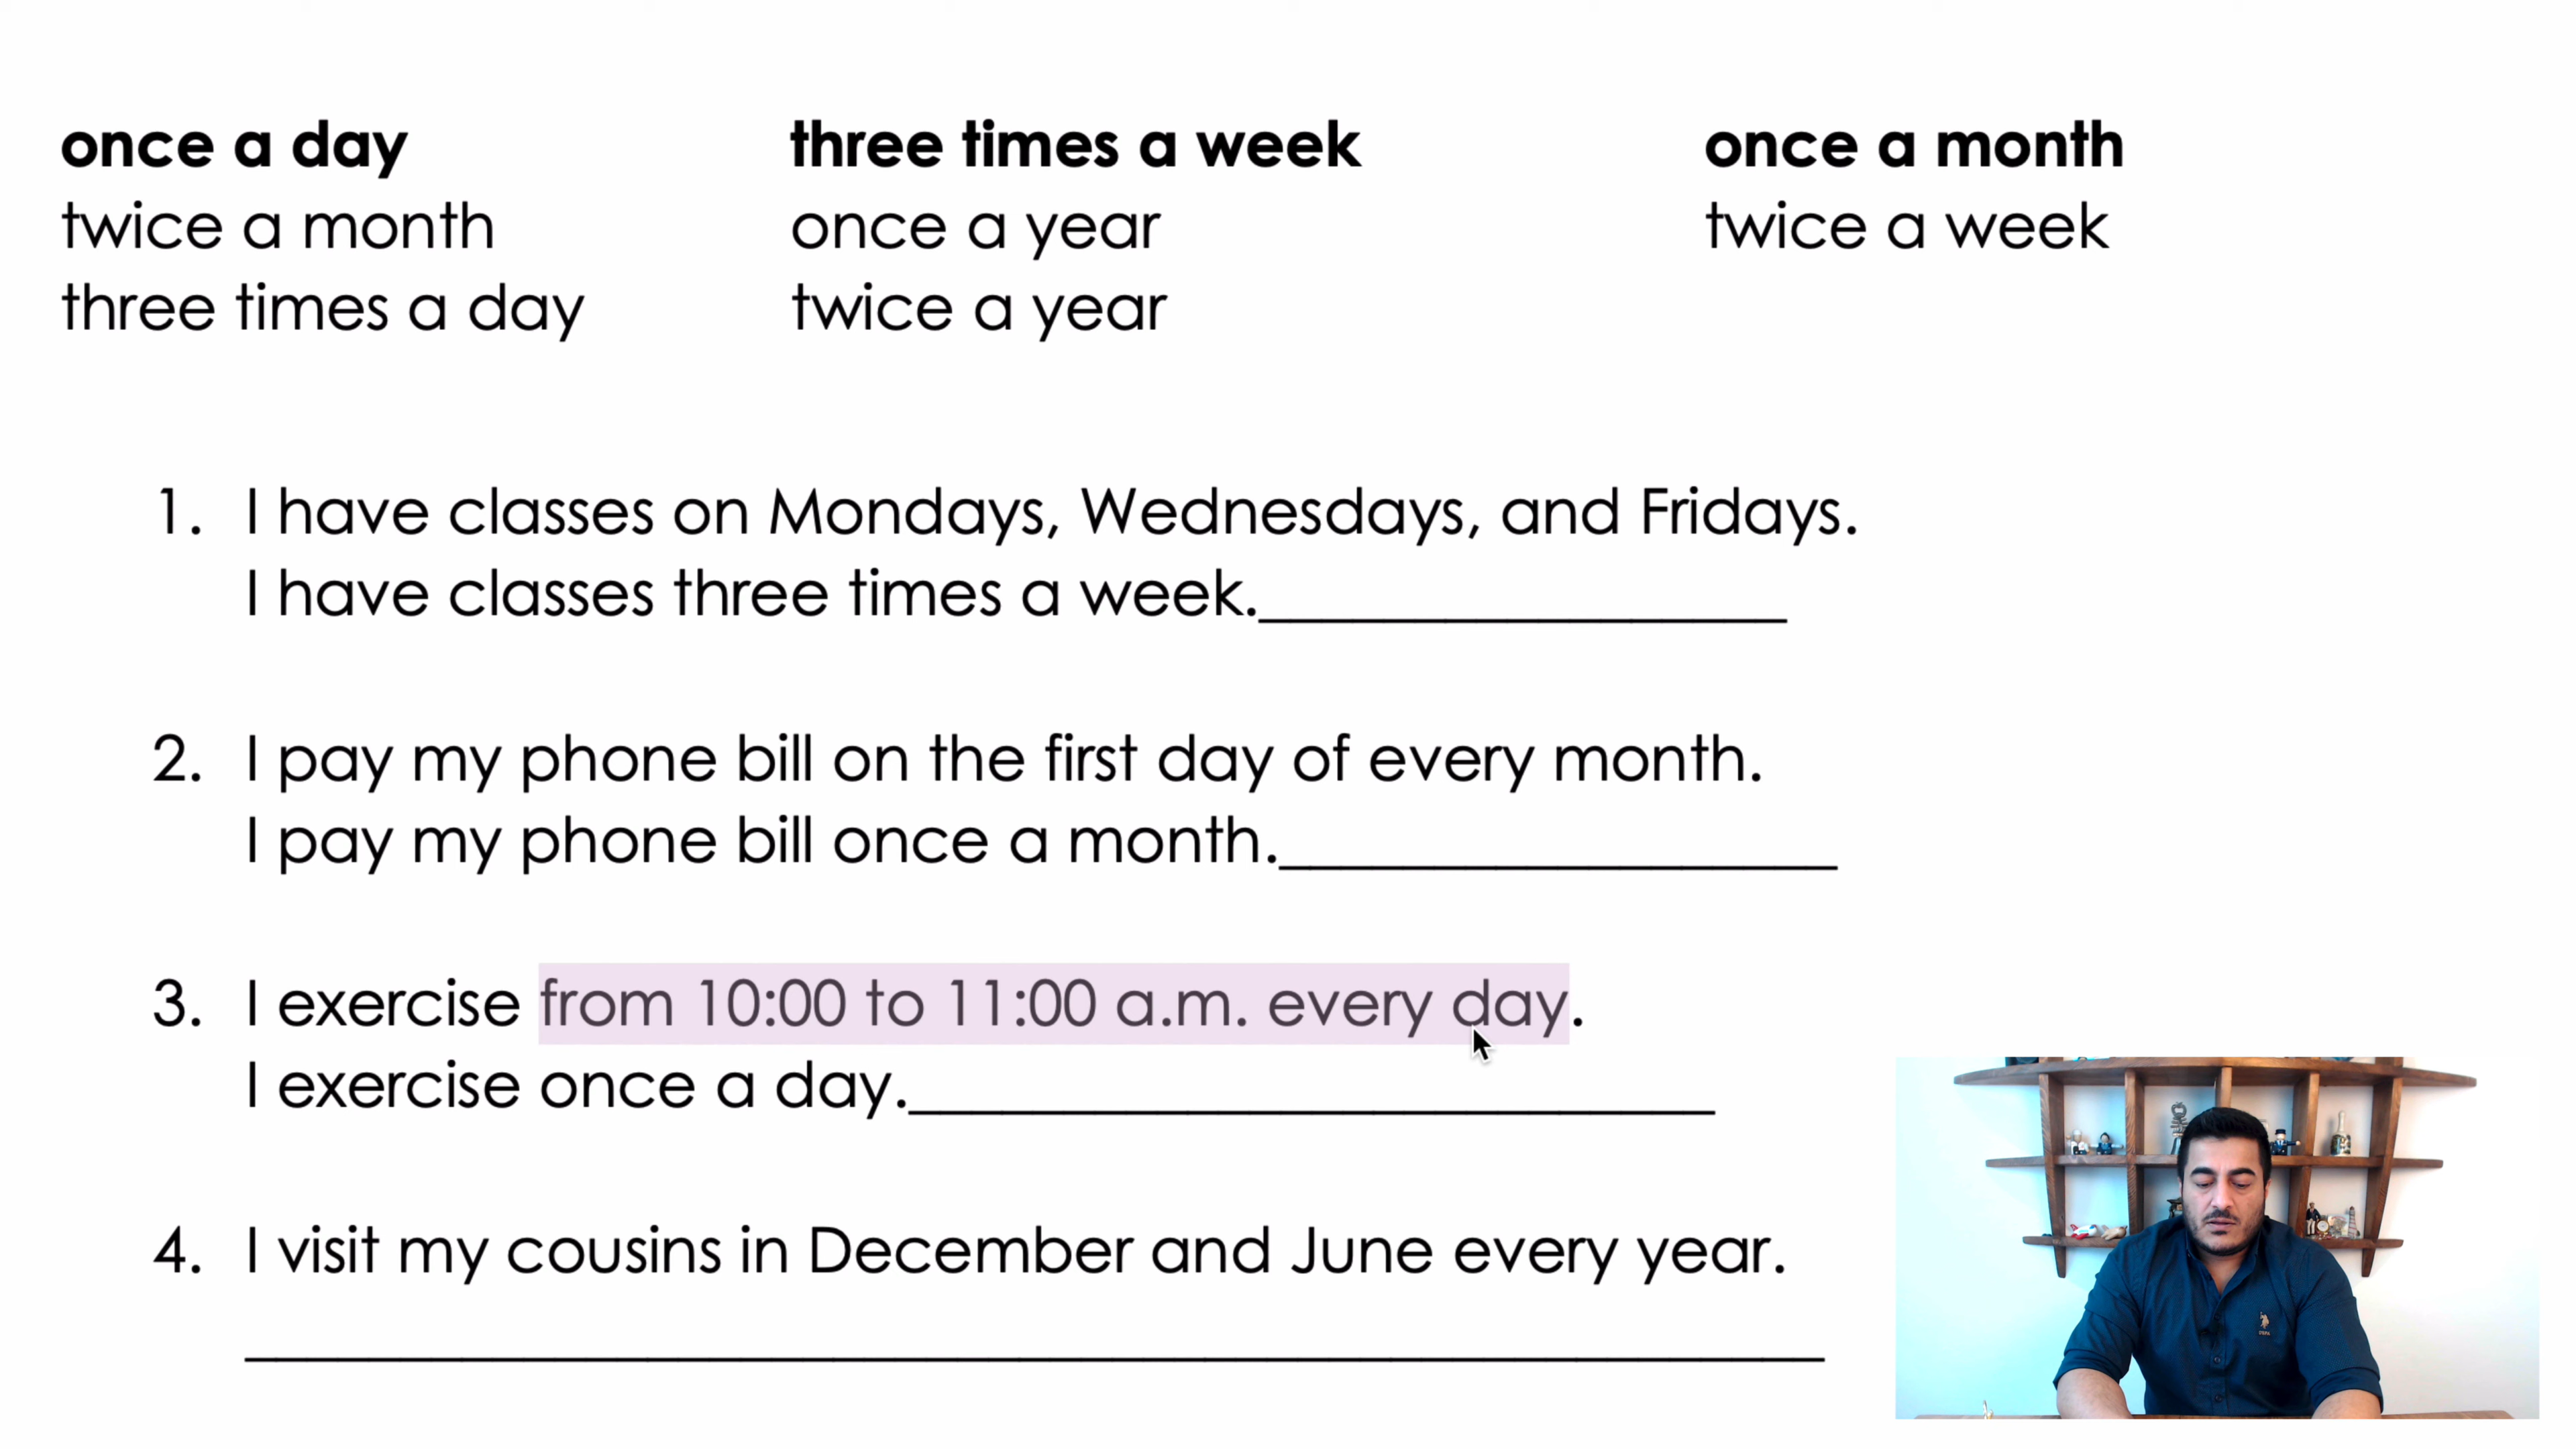 once a day three times a week once a month
twice a month once a year twice a week
three times a day twice a year
1. I have classes on Mondays, Wednesdays, and Fridays.
I have classes three times a week.
2. I pay my phone bill on the first day of every month.
I pay my phone bill once a month.
3. I exercise from 10:00 to 11:00 a.m. every day.
I exercise once a day.
4. I visit my cousins in December and June every year.